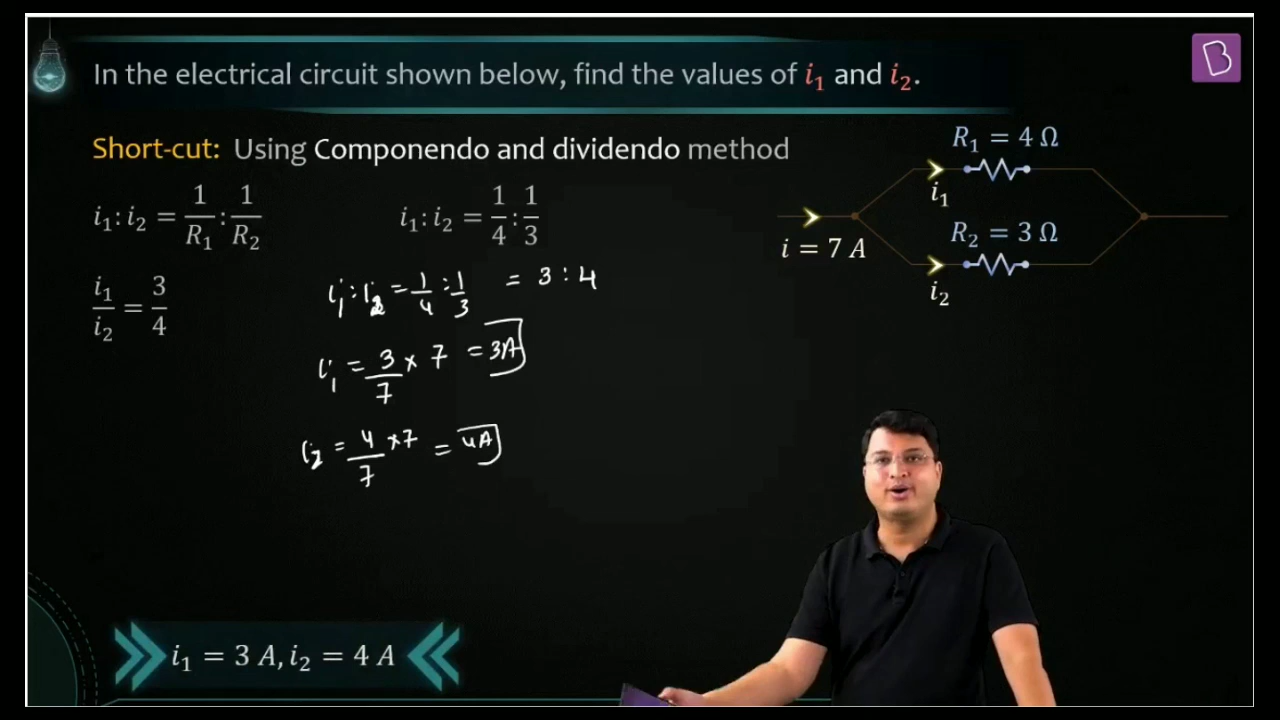 In the electrical circuit shown below, find the values of i₁ and i₂.
Short-cut: Using Componendo and dividendo method
i₁: i₂ = 1/R₁ : 1/R₂
i₁: i₂ = 1/4 : 1/3
i₁/i₂ = 3/4
i₁ : i₂ = 1/4 : 1/3 = 3 : 4
i₁ = 3/7 × 7 = 3A
i₂ = 4/7 × 7 = 4A
R₁ = 4 Ω
i₁
i = 7 A
R₂ = 3 Ω
i₂
i₁ = 3 A, i₂ = 4 A
B